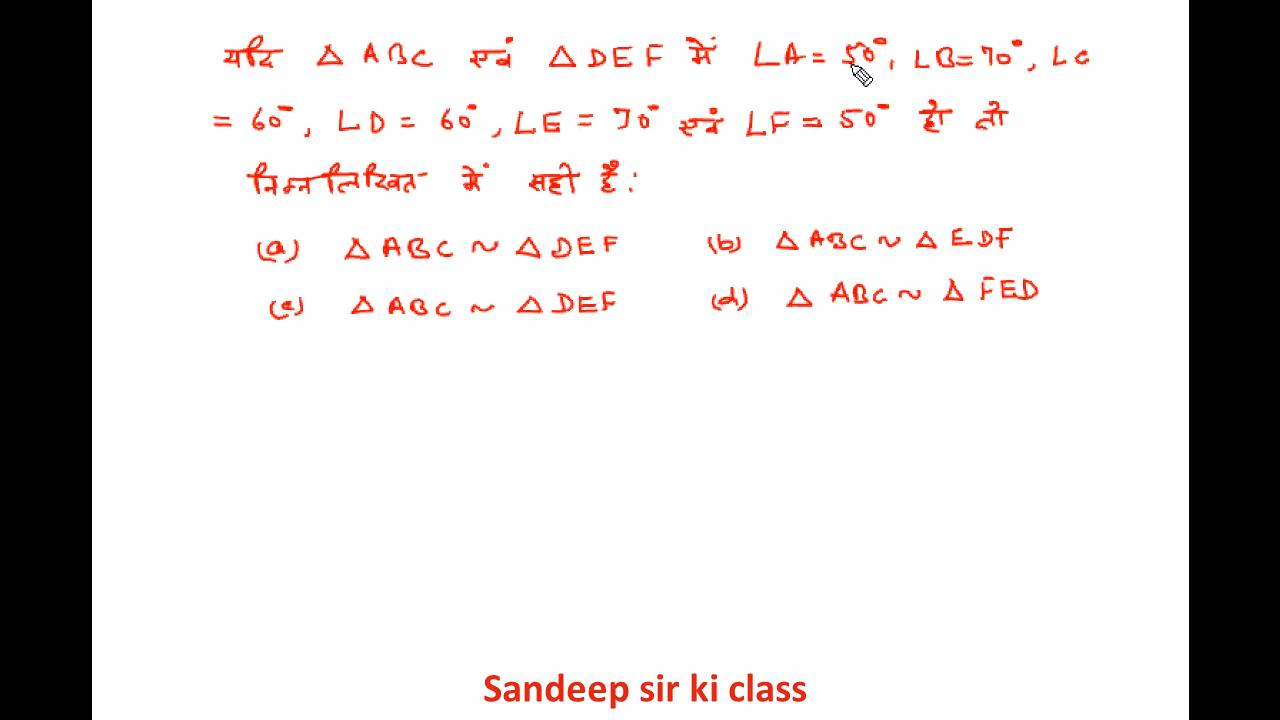 यदि △ ABC एवं △ DEF में ∠A = 50°, ∠B = 70°, ∠C
= 60°, ∠D = 60°, ∠E = 70° एवं ∠F = 50° हो तो
निम्नलिखित में सही है:
(a) △ ABC ~ △ DEF (b) △ ABC ~ △ EDF
(c) △ ABC ~ △ DEF (d) △ ABC ~ △ FED
Sandeep sir ki class